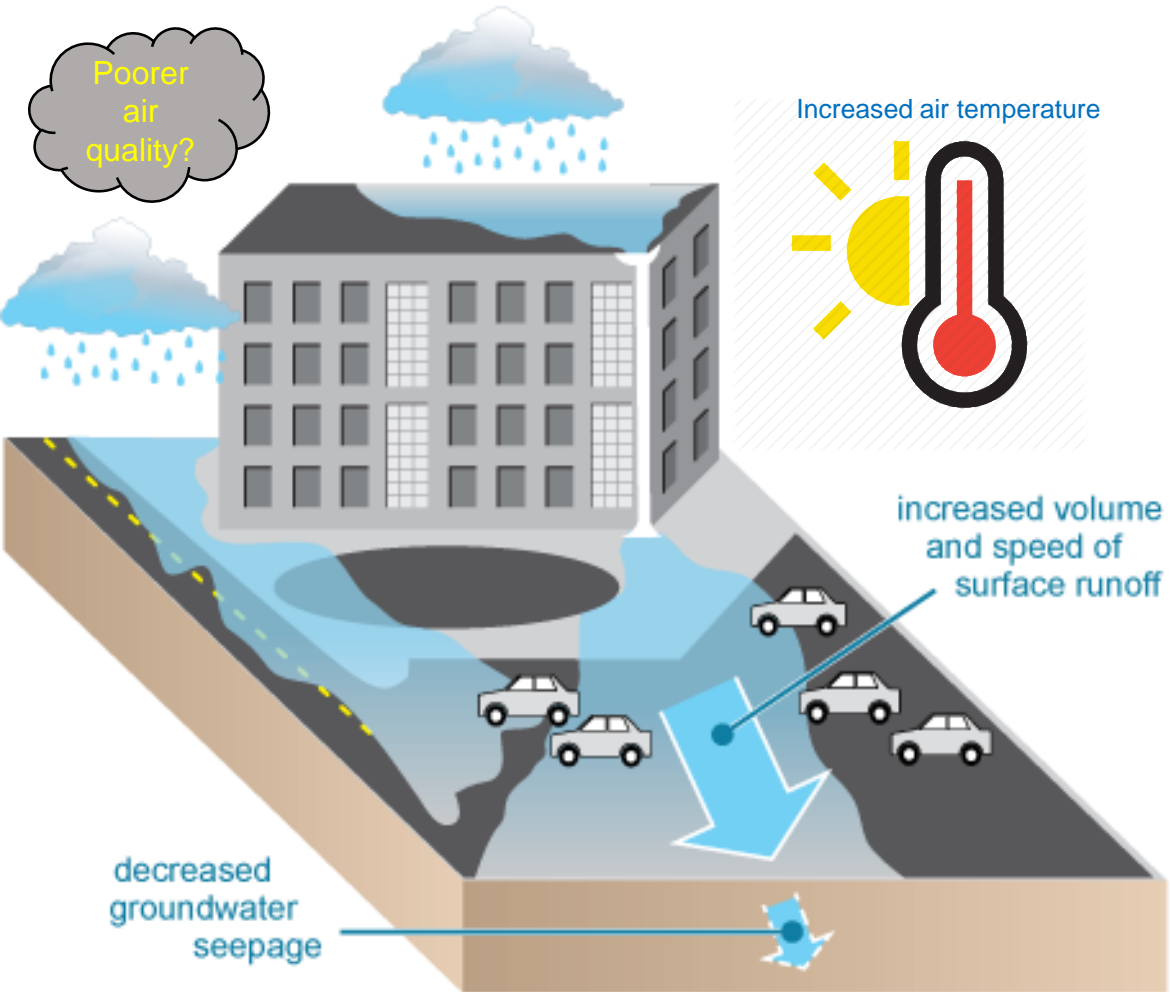 Poorer
air
quality?
Increased air temperature
increased volume
and speed of
surface runoff
decreased
groundwater
seepage